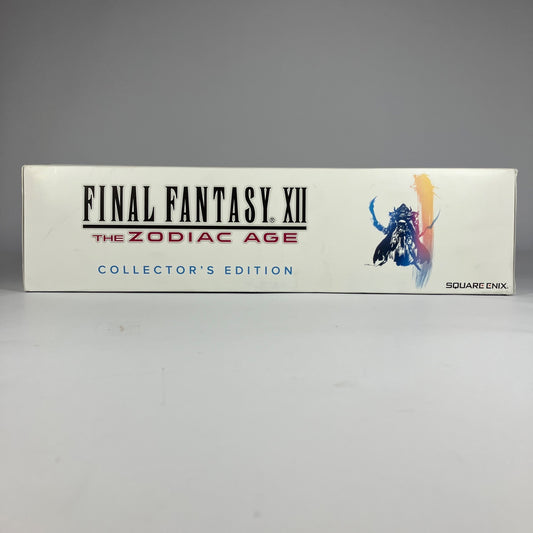 FINAL FANTASY® XII
THE ZODIAC AGE
COLLECTOR'S EDITION
SQUARE ENIX®